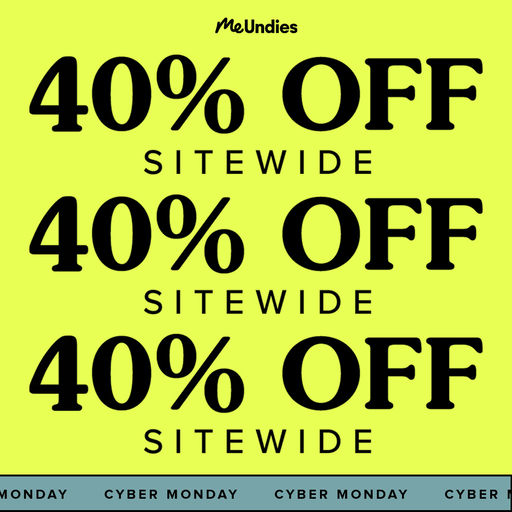 MeUndies
40% OFF
SITEWIDE
40% OFF
SITEWIDE
40% OFF
SITEWIDE
MONDAY CYBER MONDAY CYBER MONDAY CYBER